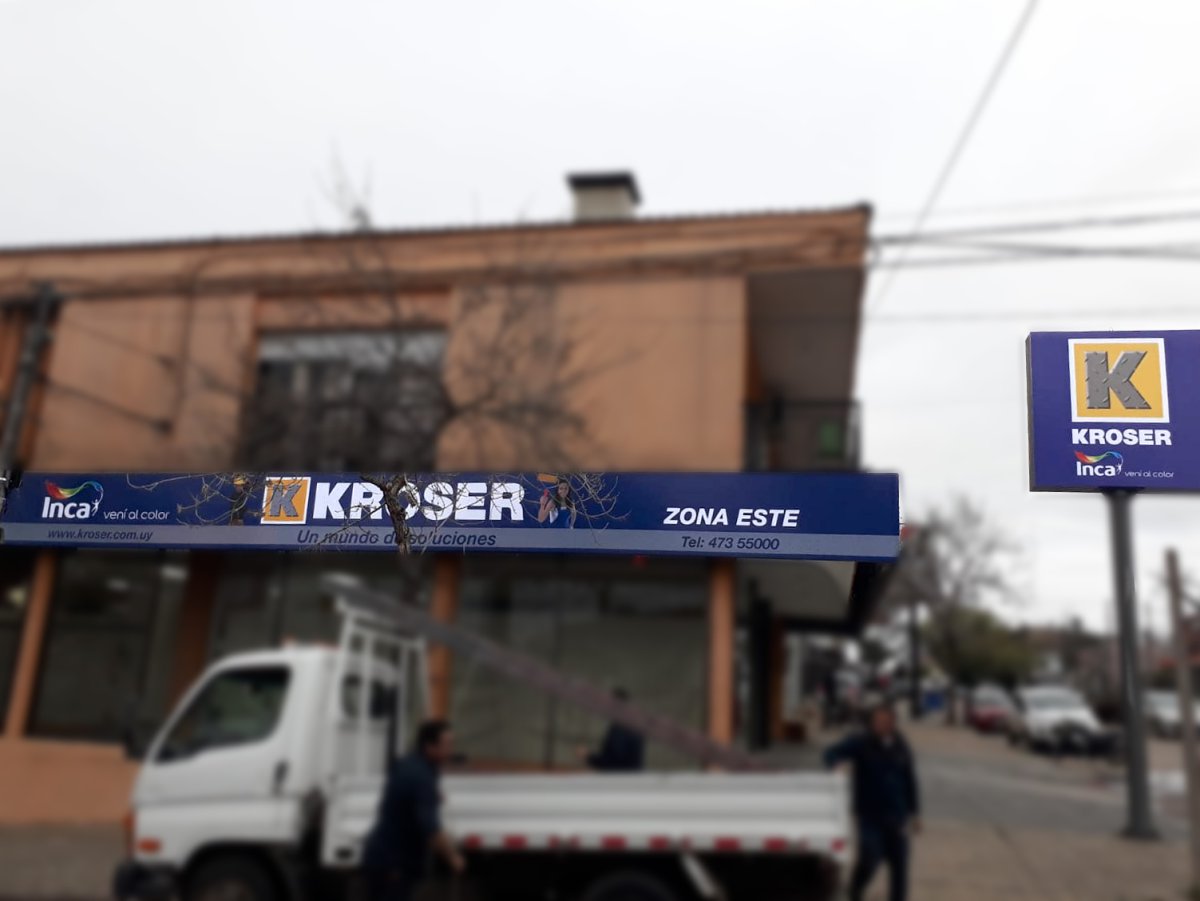 Inca vení al color
www.kroser.com.uy
K KROSER
Un mundo de soluciones
ZONA ESTE
Tel: 473 55000
K
KROSER
Inca vení al color